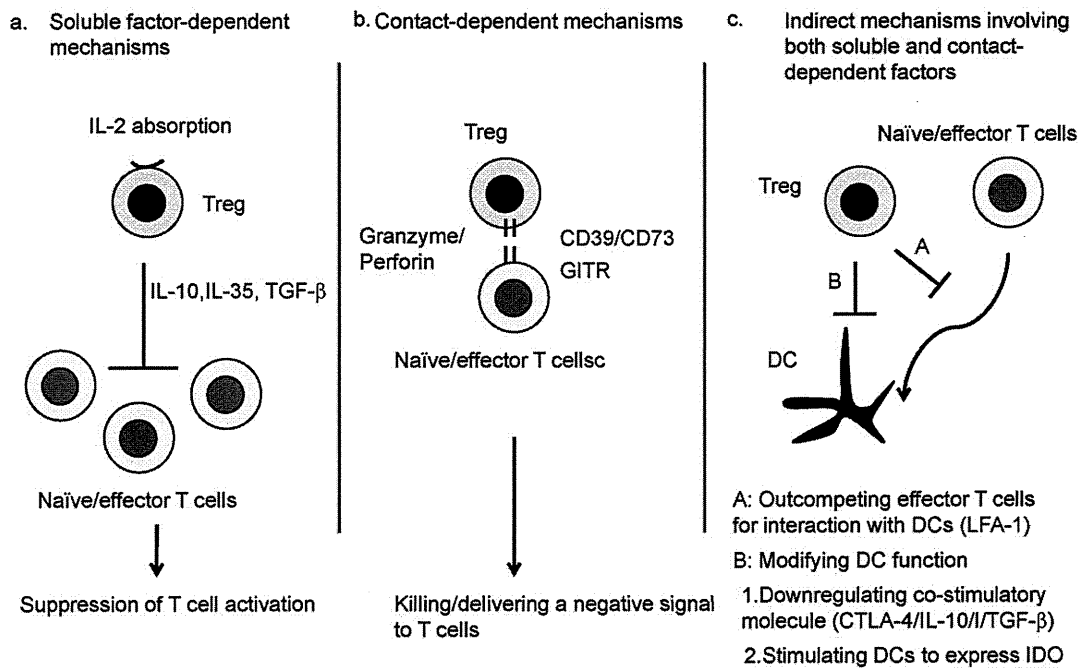 a. Soluble factor-dependent
mechanisms
IL-2 absorption
Treg
IL-10,IL-35, TGF-β
Naïve/effector T cells
Suppression of T cell activation
b. Contact-dependent mechanisms
Treg
Granzyme/
Perforin
CD39/CD73
GITR
Naïve/effector T cellsc
Killing/delivering a negative signal
to T cells
c. Indirect mechanisms involving
both soluble and contact-
dependent factors
Naïve/effector T cells
Treg
A
B
DC
A: Outcompeting effector T cells
for interaction with DCs (LFA-1)
B: Modifying DC function
1.Downregulating co-stimulatory
molecule (CTLA-4/IL-10/I/TGF-β)
2.Stimulating DCs to express IDO